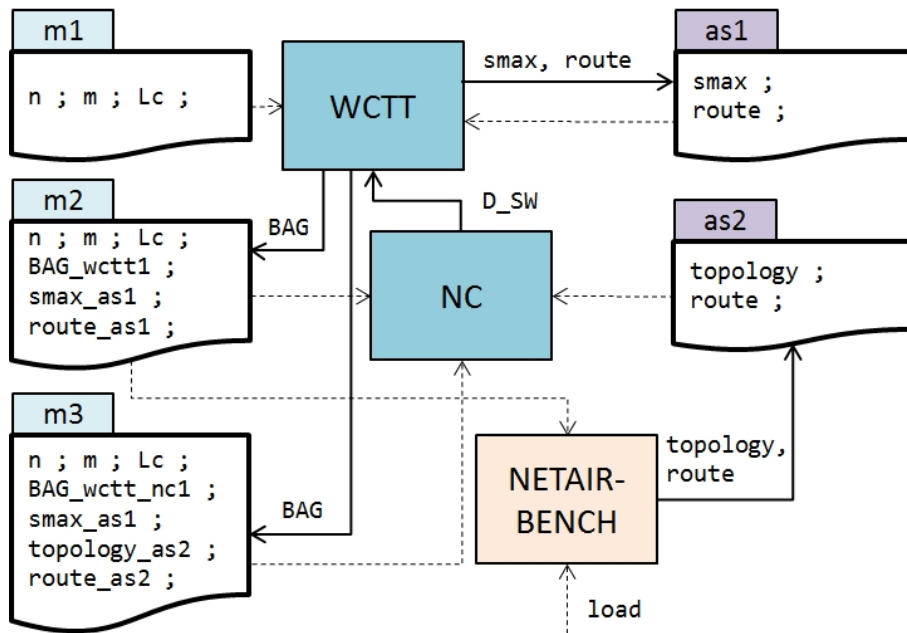 m1
n ; m ; Lc ;
WCTT
smax, route
as1
smax ;
route ;
m2
n ; m ; Lc ;
BAG_wctt1 ;
smax_as1 ;
route_as1 ;
BAG
D_SW
NC
as2
topology ;
route ;
m3
n ; m ; Lc ;
BAG_wctt_nc1 ;
smax_as1 ;
topology_as2 ;
route_as2 ;
BAG
NETAIR-
BENCH
topology,
route
load